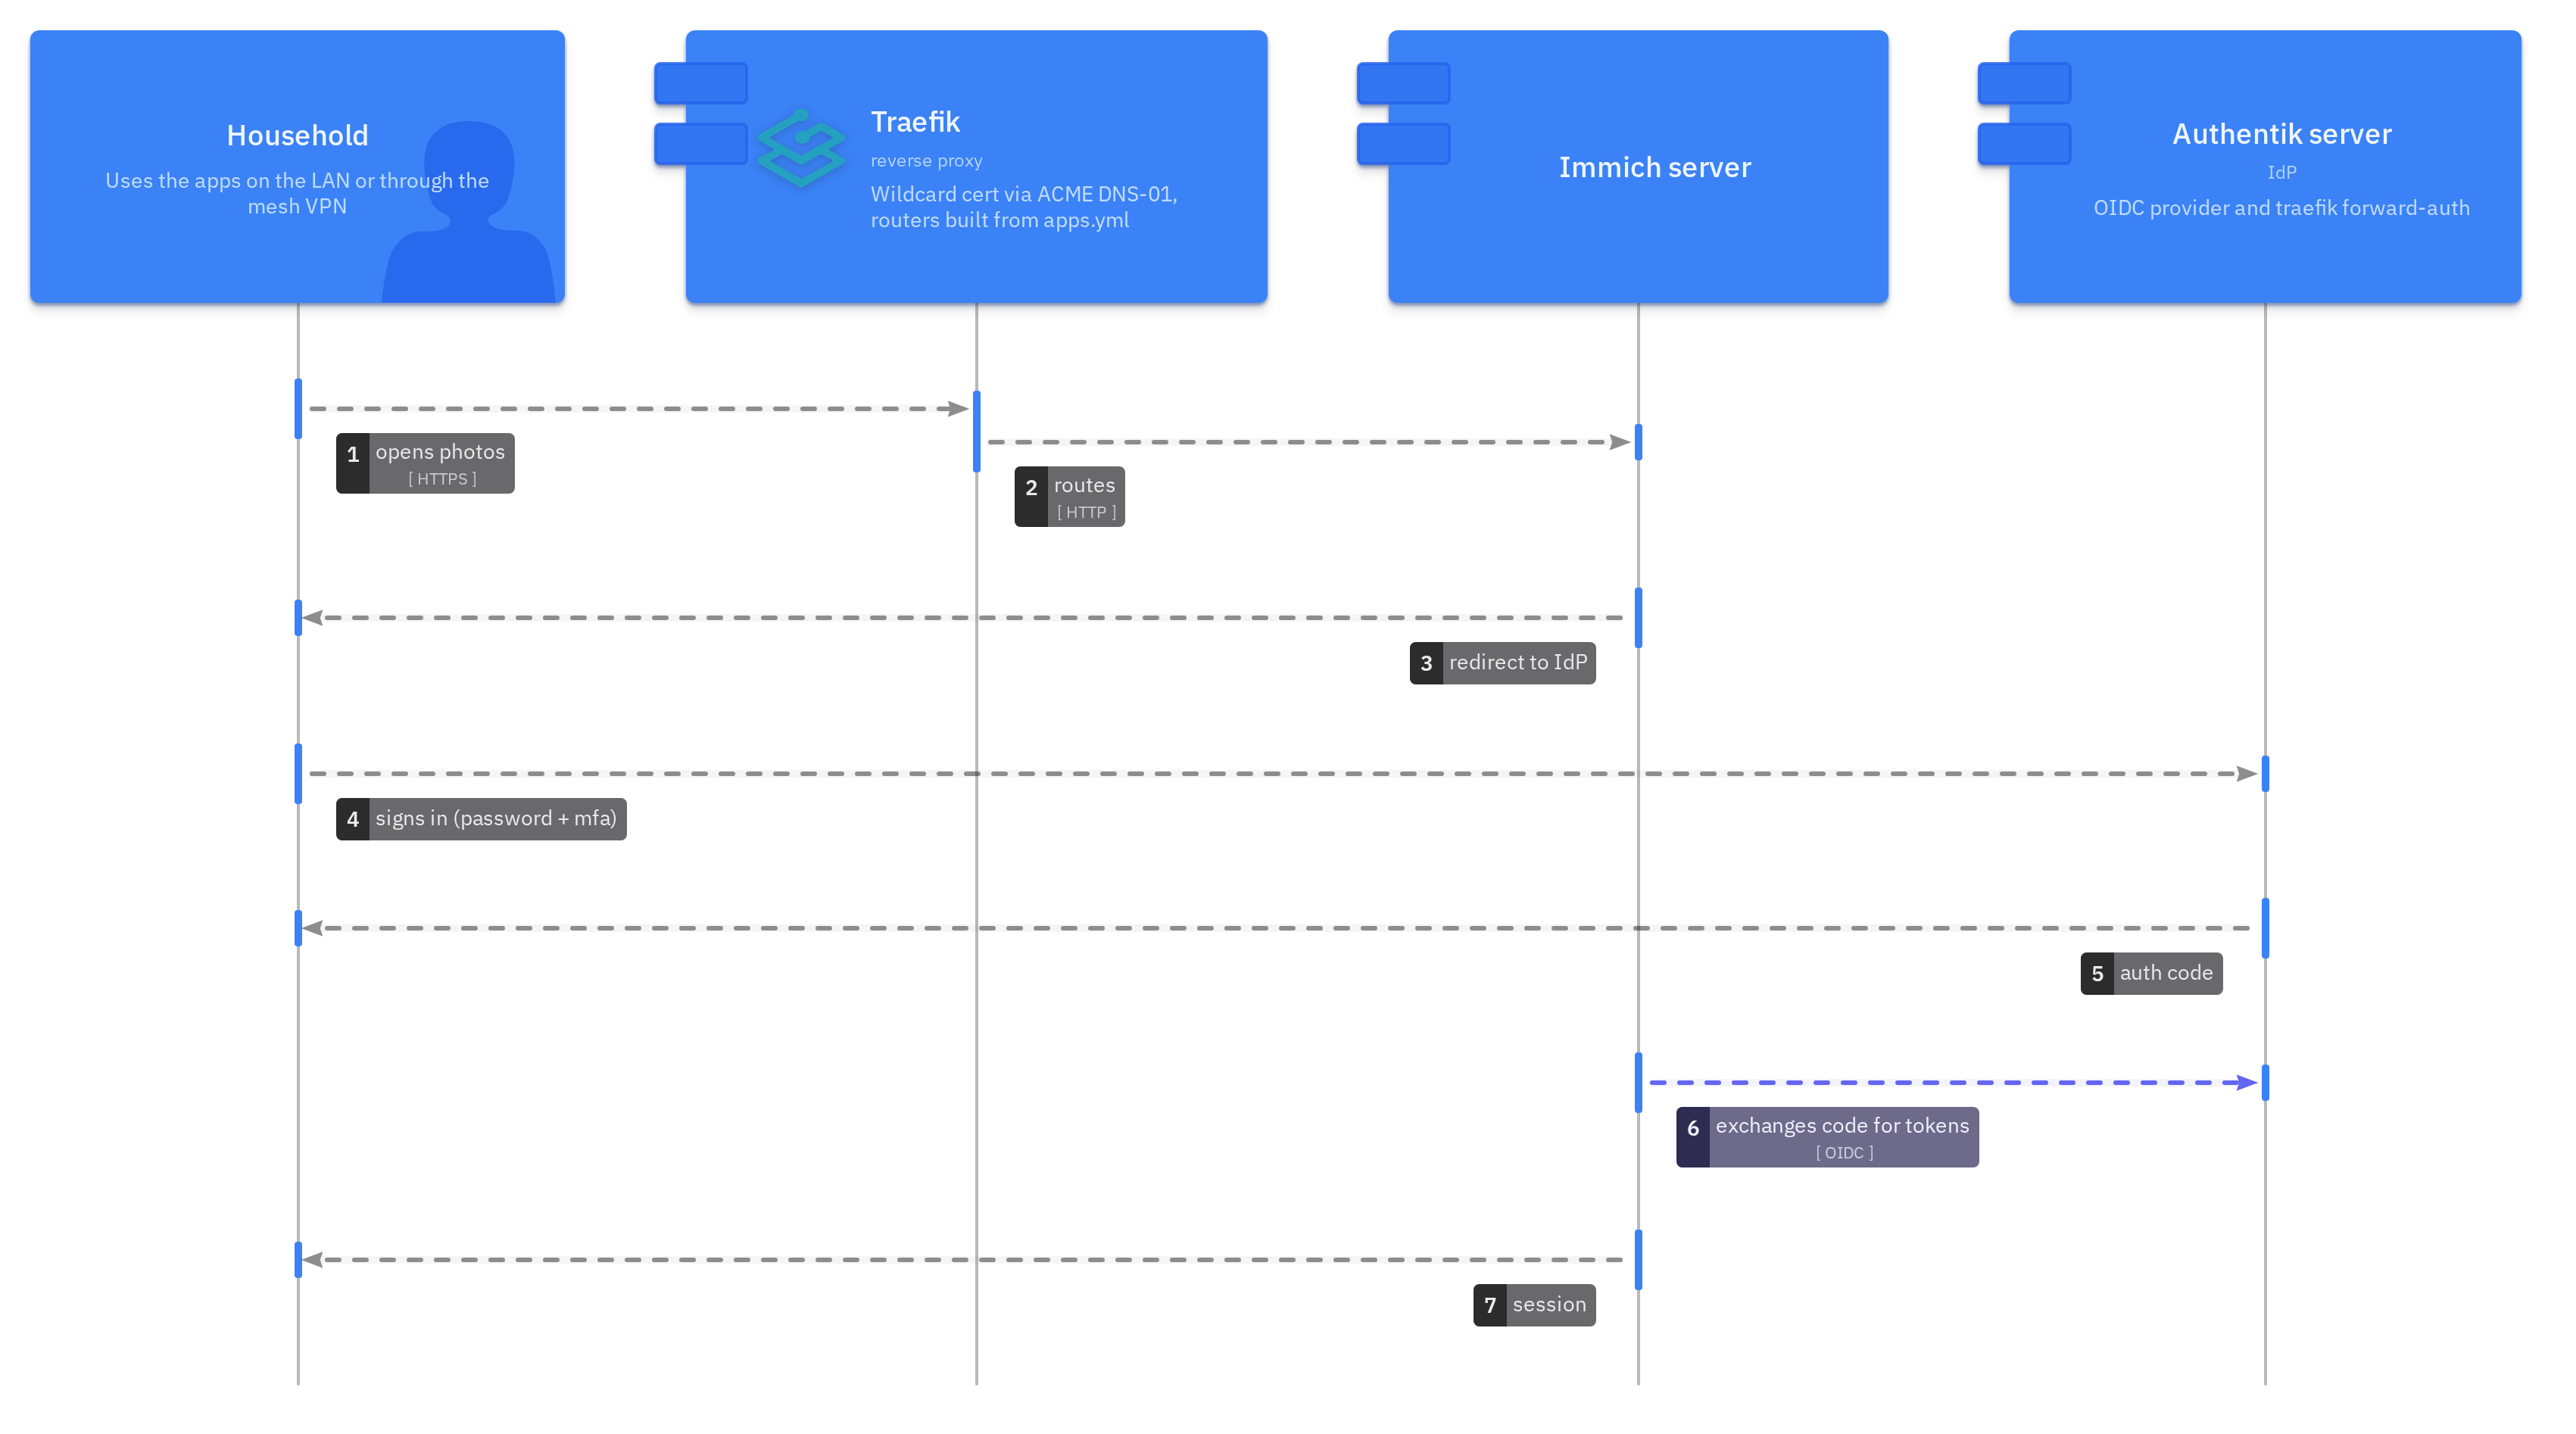 Household
Uses the apps on the LAN or through the
mesh VPN
Traefik
reverse proxy
Wildcard cert via ACME DNS-01,
routers built from apps.yml
Immich server
Authentik server
IdP
OIDC provider and traefik forward-auth
1 opens photos
[ HTTPS ]
2 routes
[ HTTP ]
3 redirect to IdP
4 signs in (password + mfa)
5 auth code
6 exchanges code for tokens
[ OIDC ]
7 session